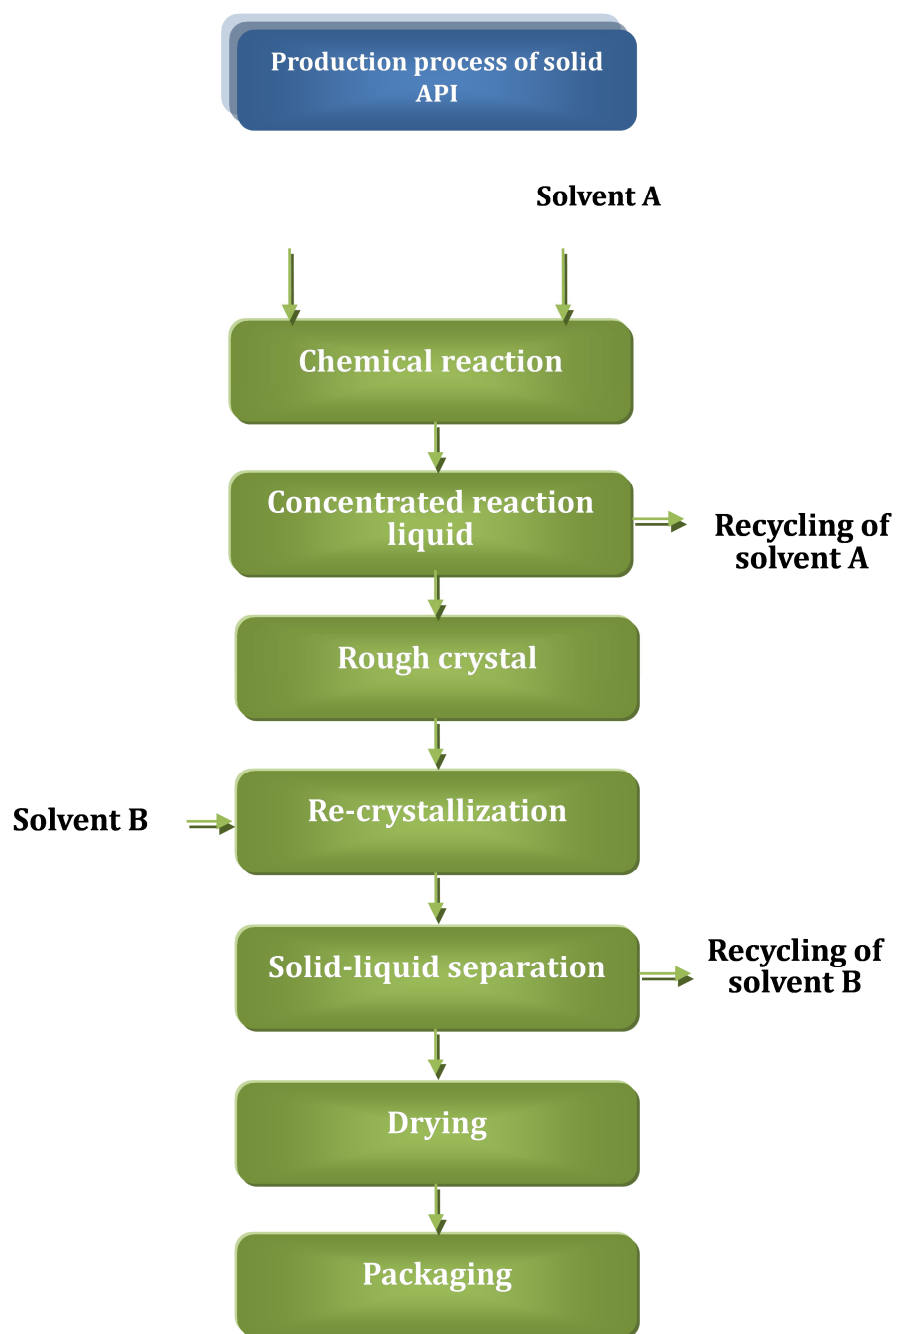 Production process of solid
API
Solvent A
Chemical reaction
Concentrated reaction
liquid
Recycling of
solvent A
Rough crystal
Re-crystallization
Solvent B
Solid-liquid separation
Recycling of
solvent B
Drying
Packaging